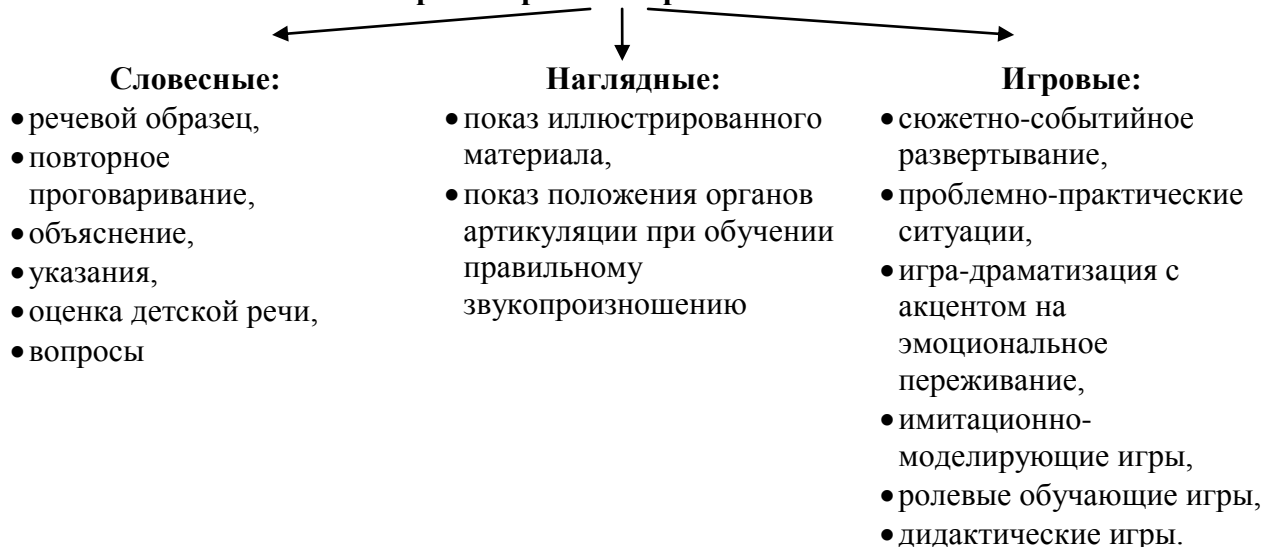 Словесные:
• речевой образец,
• повторное
проговаривание,
• объяснение,
• указания,
• оценка детской речи,
• вопросы
Наглядные:
• показ иллюстрированного
материала,
• показ положения органов
артикуляции при обучении
правильному
звукопроизношению
Игровые:
• сюжетно-событийное
развертывание,
• проблемно-практические
ситуации,
• игра-драматизация с
акцентом на
эмоциональное
переживание,
• имитационно-
моделирующие игры,
• ролевые обучающие игры,
• дидактические игры.